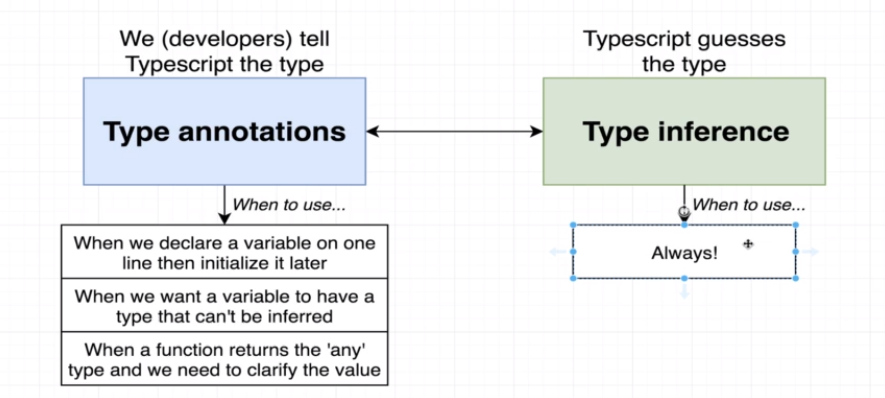 We (developers) tell
Typescript the type
Type annotations
When to use...
When we declare a variable on one
line then initialize it later
When we want a variable to have a
type that can't be inferred
When a function returns the 'any'
type and we need to clarify the value
Typescript guesses
the type
Type inference
When to use...
Always!